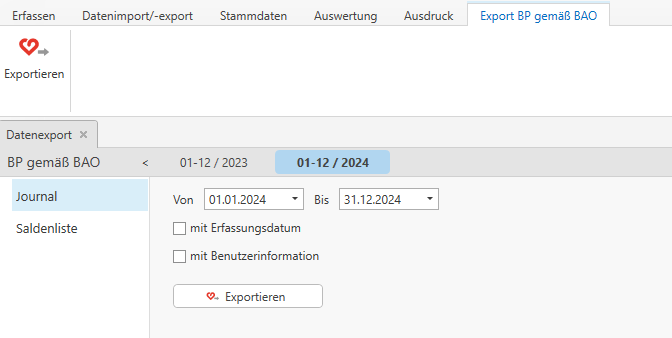 Erfassen Datenimport/-export Stammdaten Auswertung Ausdruck Export BP gemäß BAO
Exportieren
Datenexport ×
BP gemäß BAO < 01-12 / 2023 01-12 / 2024
Journal
Von 01.01.2024 Bis 31.12.2024
mit Erfassungsdatum
Saldenliste
mit Benutzerinformation
Exportieren